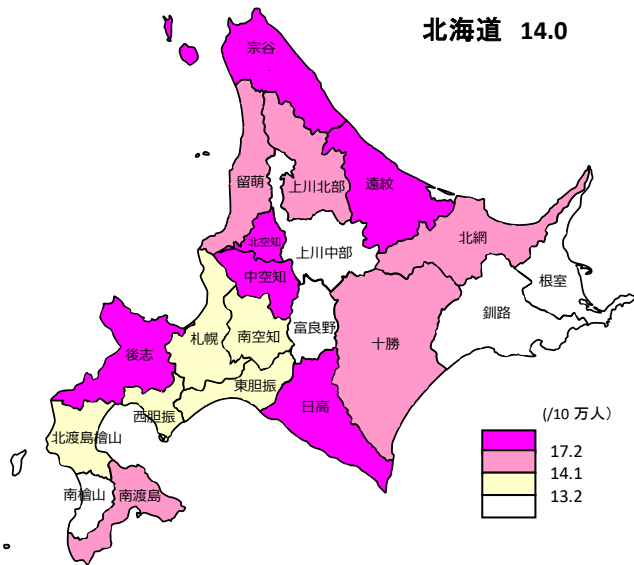 北海道 14.0
宗谷
留萌
上川北部
遠紋
北空知
上川中部
北網
中空知
根室
釧路
札幌
南空知
富良野
十勝
後志
東胆振
日高
西胆振
北渡島檜山
南檜山
南渡島
(/10 万人)
17.2
14.1
13.2